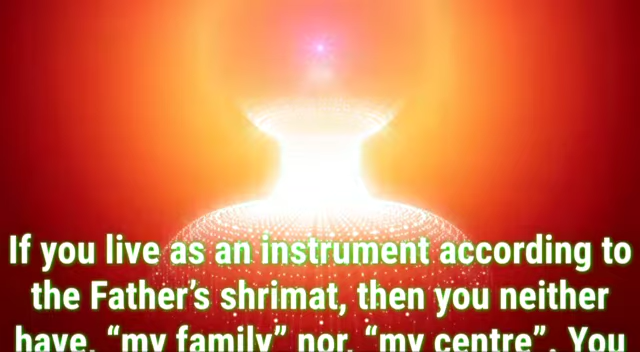 If you live as an instrument according to
the Father’s shrimat, then you neither
have, “my family” nor, “my centre”. You